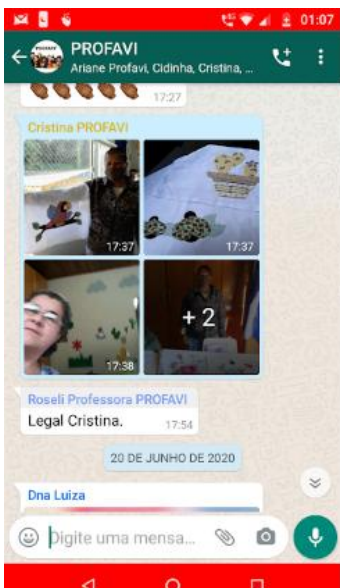 01:07
PROFAVI
Ariane Profavi, Cidinha, Cristina, ...
17:27
Cristina PROFAVI
17:37
17:37
17:38
+ 2
Roseli Professora PROFAVI
Legal Cristina.
17:54
20 DE JUNHO DE 2020
Dna Luiza
Digite uma mensa...